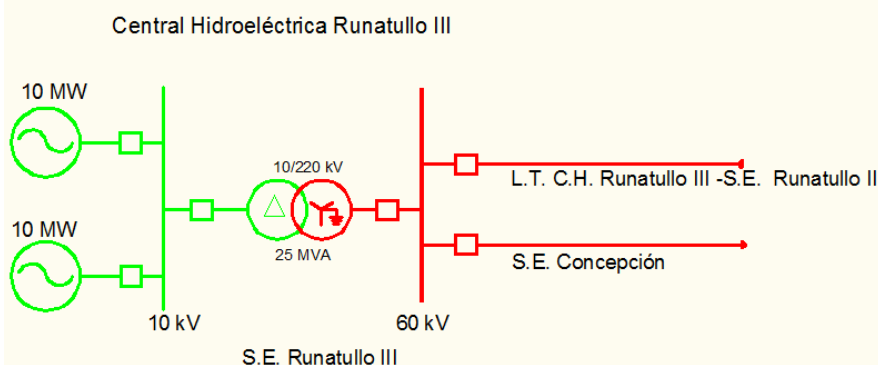 Central Hidroeléctrica Runatullo III
10 MW
10/220 kV
L.T. C.H. Runatullo III -S.E. Runatullo II
10 MW
25 MVA
S.E. Concepción
10 kV
60 kV
S.E. Runatullo III